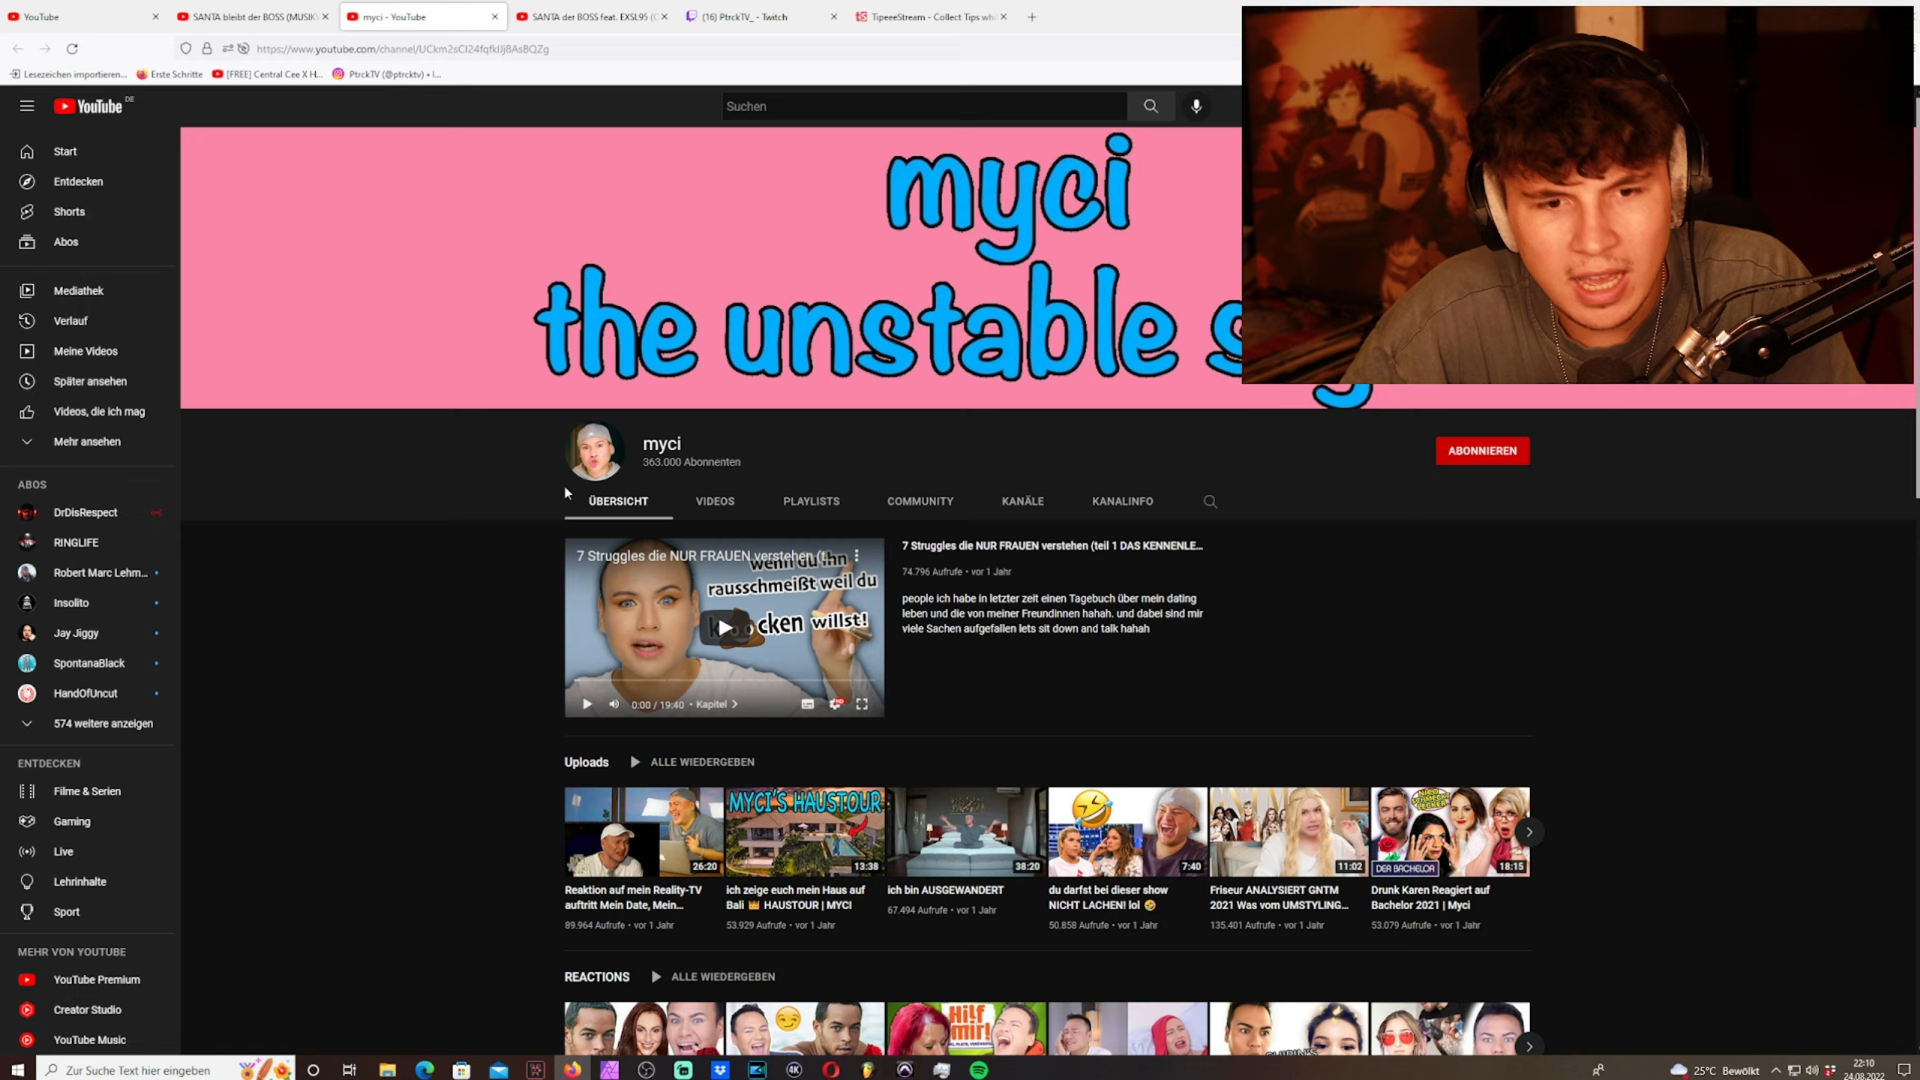 YouTube
SANTA bleibt der BOSS (MUSIK
myci - YouTube
SANTA der BOSS feat. EXSL95 (
(16) PtrckTV_ - Twitch
TipeeeStream - Collect Tips
https://www.youtube.com/channel/UCkm2sCI24fqfkIJj8AsBQZg
Lesezeichen importieren...
Erste Schritte
[FREE] Central Cee X H...
PtrckTV (@ptrcktv) • I...
YouTube DE
Suchen
myci
the unstable
Start
Entdecken
Shorts
Abos
Mediathek
Verlauf
Meine Videos
Später ansehen
Videos, die ich mag
Mehr ansehen
ABOS
DrDisRespect
RINGLIFE
Robert Marc Lehm...
Insolito
Jay Jiggy
SpontanaBlack
HandOfUncut
574 weitere anzeigen
ENTDECKEN
Filme & Serien
Gaming
Live
Lehrinhalte
Sport
MEHR VON YOUTUBE
YouTube Premium
Creator Studio
YouTube Music
myci
363.000 Abonnenten
ABONNIEREN
ÜBERSICHT
VIDEOS
PLAYLISTS
COMMUNITY
KANÄLE
KANALINFO
7 Struggles die NUR FRAUEN verstehen (t...
wenn du ihn
rausschmeißt weil du
cken willst!
0:00 / 19:40 • Kapitel
7 Struggles die NUR FRAUEN verstehen (teil 1 DAS KENNENLE...
74.796 Aufrufe • vor 1 Jahr
people ich habe in letzter zeit einen Tagebuch über mein dating
leben und die von meiner Freundinnen hahah. und dabei sind mir
viele Sachen aufgefallen lets sit down and talk hahah
Uploads
ALLE WIEDERGEBEN
26:20
Reaktion auf mein Reality-TV
auftritt Mein Date, Mein...
89.964 Aufrufe • vor 1 Jahr
MYCI'S HAUSTOUR
13:38
ich zeige euch mein Haus auf
Bali 👑 HAUSTOUR | MYCI
53.929 Aufrufe • vor 1 Jahr
38:20
ich bin AUSGEWANDERT
67.494 Aufrufe • vor 1 Jahr
7:40
du darfst bei dieser show
NICHT LACHEN! lol 🤣
50.858 Aufrufe • vor 1 Jahr
11:02
Friseur ANALYSIERT GNTM
2021 Was vom UMSTYLING...
135.401 Aufrufe • vor 1 Jahr
DER BACHELOR
18:15
Drunk Karen Reagiert auf
Bachelor 2021 | Myci
53.079 Aufrufe • vor 1 Jahr
REACTIONS
ALLE WIEDERGEBEN
Hilf
mir!
Zur Suche Text hier eingeben
25°C Bewölkt
22:10
24.08.2022